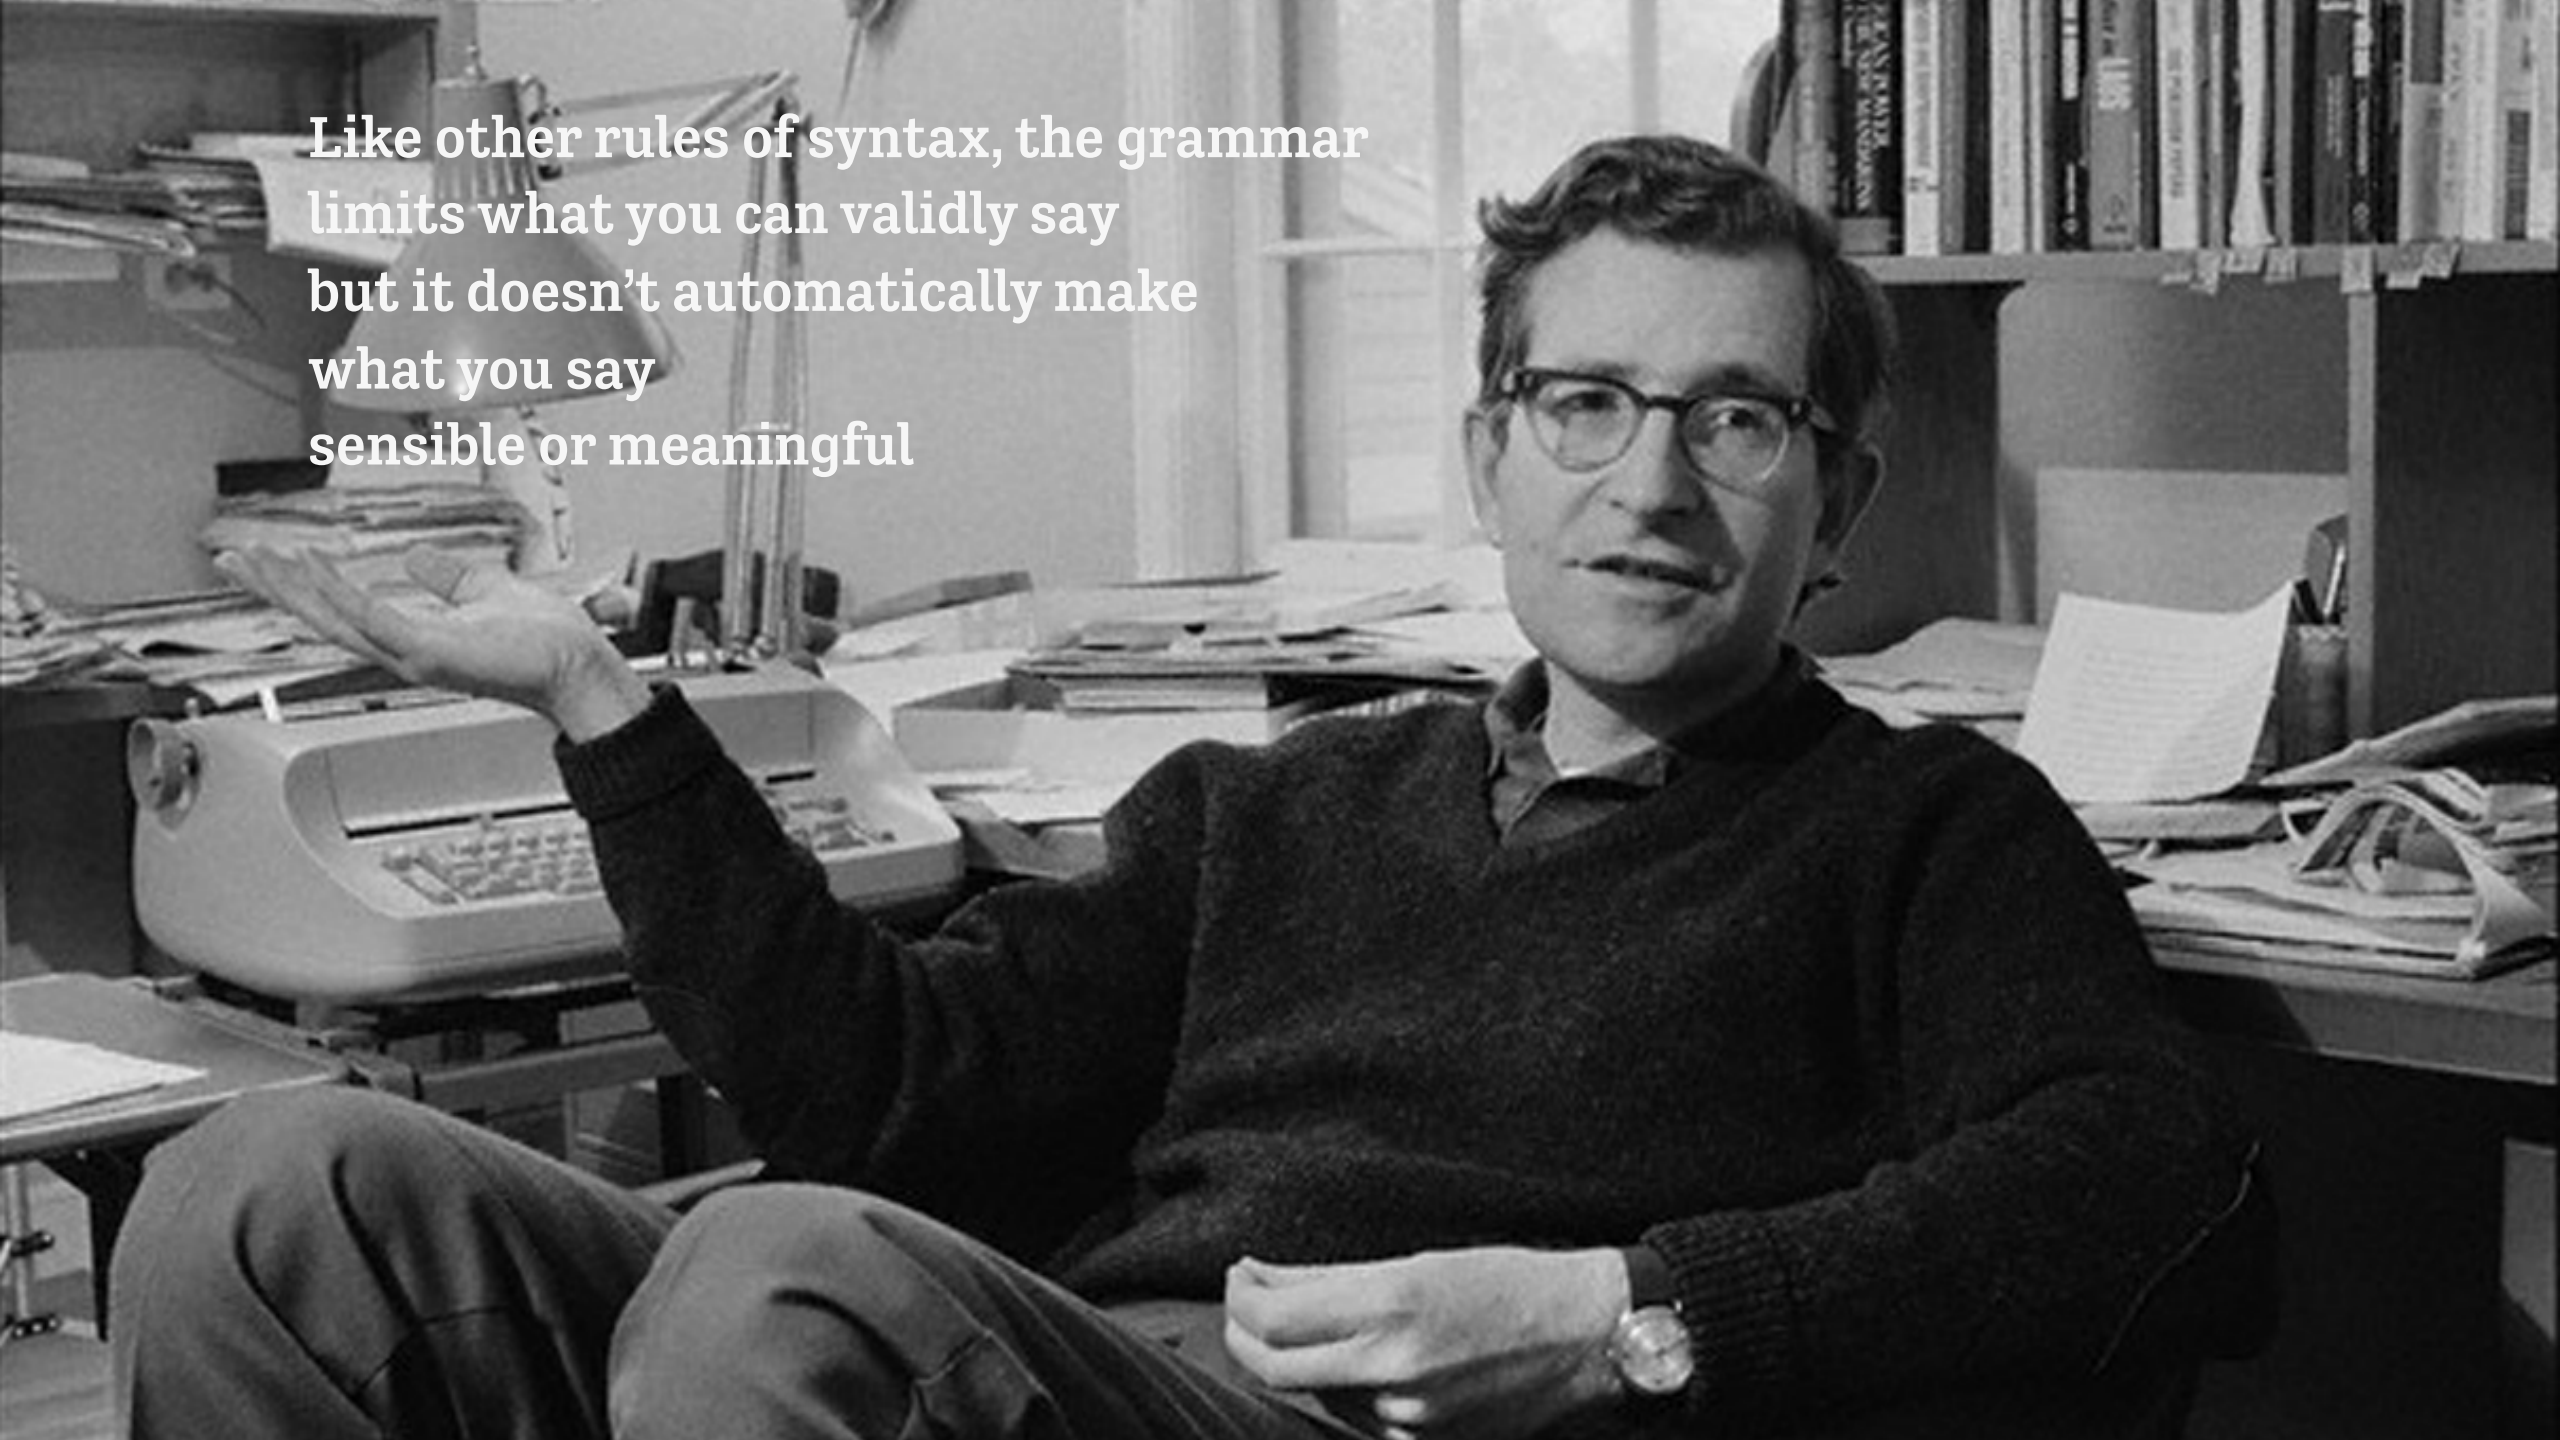 Like other rules of syntax, the grammar
limits what you can validly say
but it doesn’t automatically make
what you say
sensible or meaningful